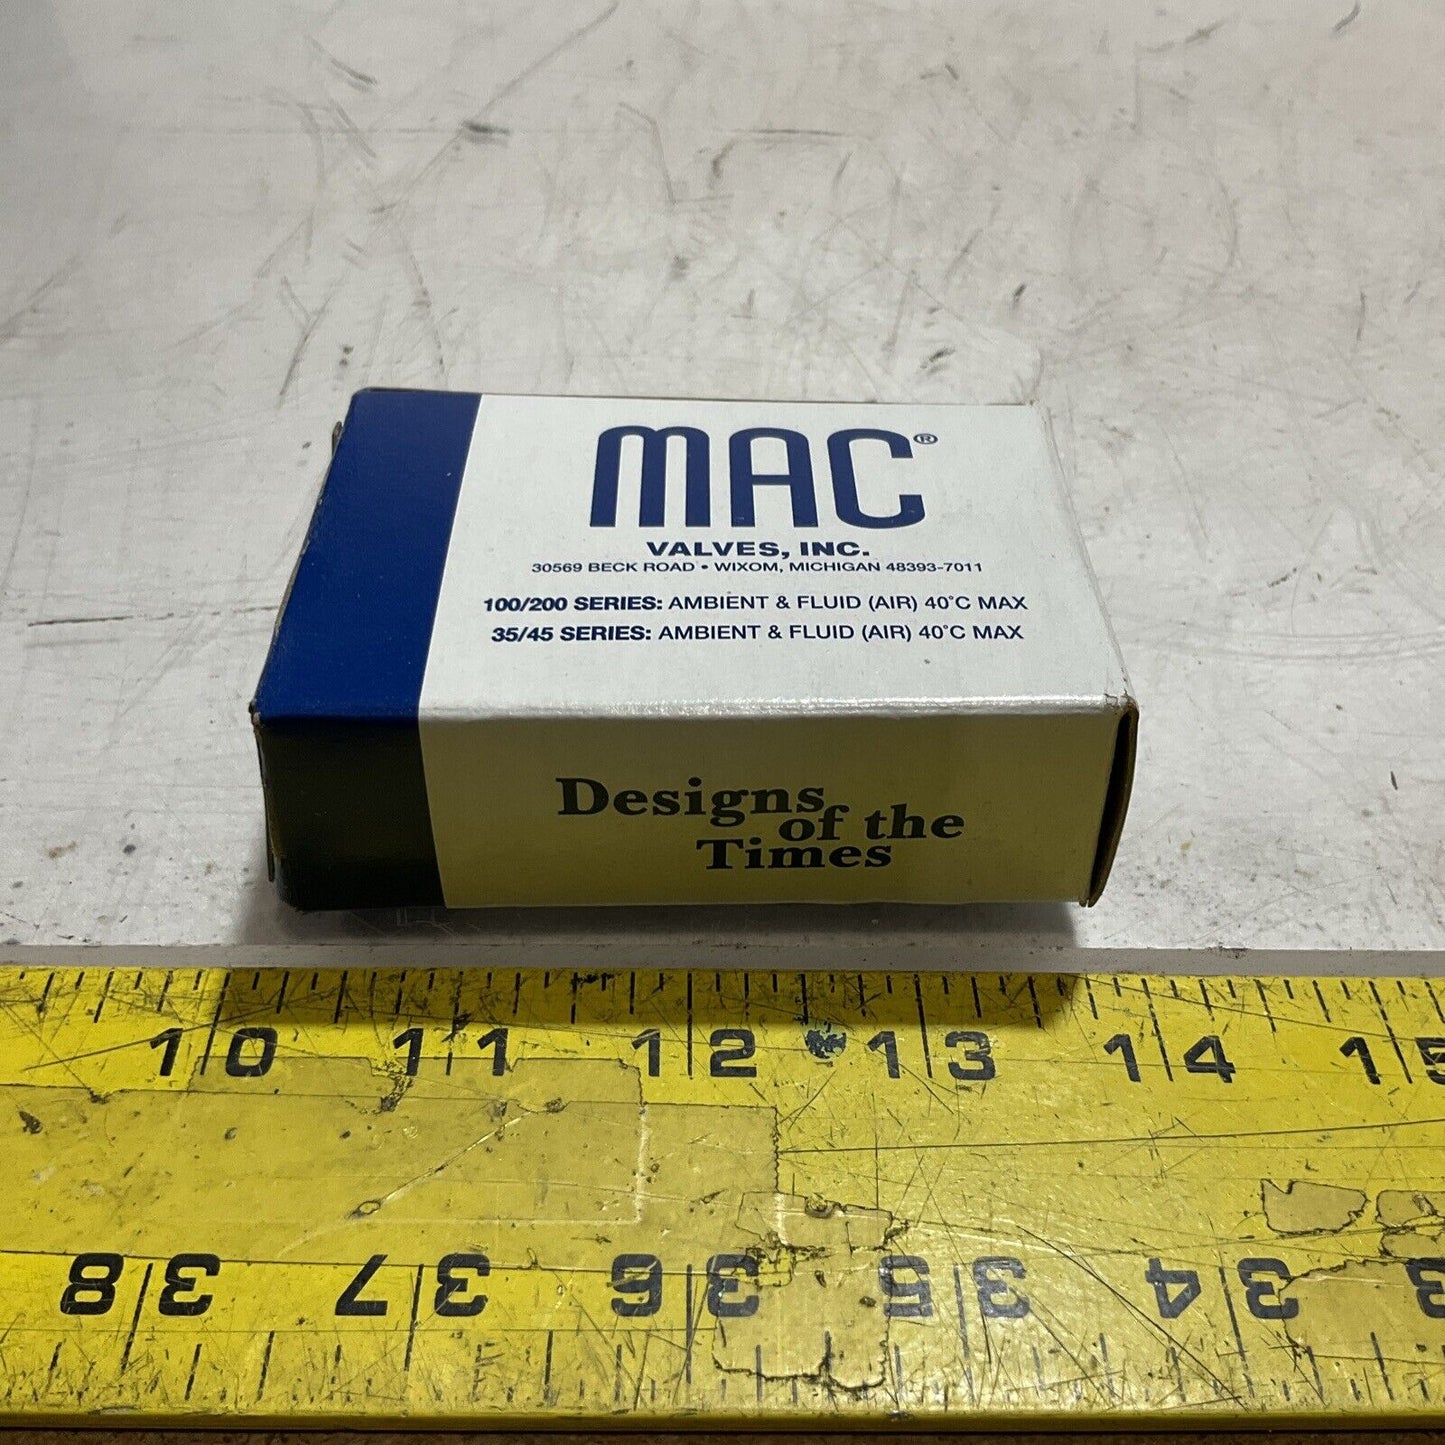 MAC®
VALVES, INC.
30569 BECK ROAD • WIXOM, MICHIGAN 48393-7011
100/200 SERIES: AMBIENT & FLUID (AIR) 40°C MAX
35/45 SERIES: AMBIENT & FLUID (AIR) 40°C MAX
Designs
of the
Times
10 11 12 13 14 15
38 37 36 35 34